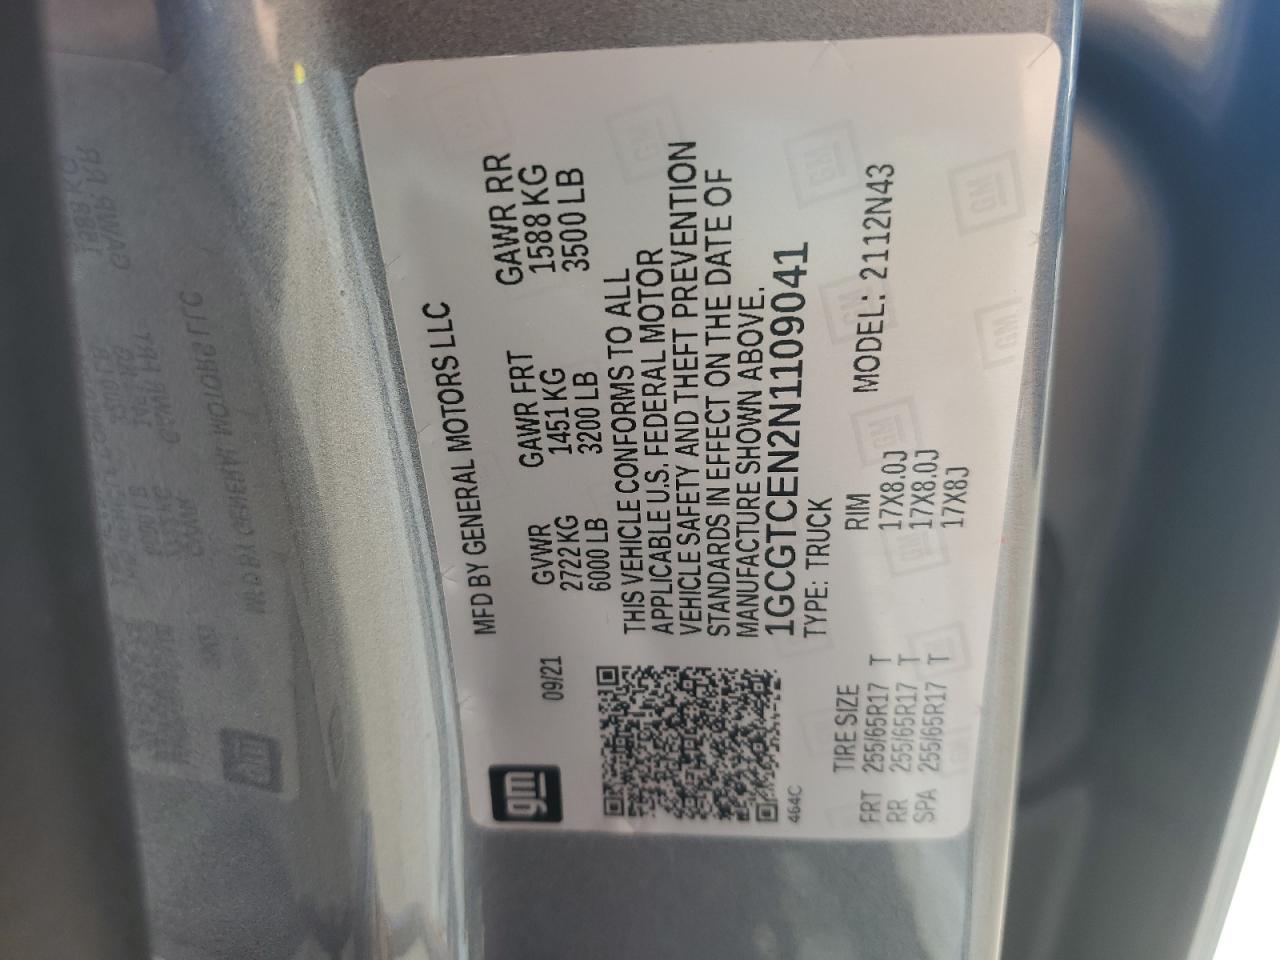 MFD BY GENERAL MOTORS LLC
gm
09/21
GVWR GAWR FRT GAWR RR
2722 KG 1451 KG 1588 KG
6000 LB 3200 LB 3500 LB
THIS VEHICLE CONFORMS TO ALL
APPLICABLE U.S. FEDERAL MOTOR
VEHICLE SAFETY AND THEFT PREVENTION
STANDARDS IN EFFECT ON THE DATE OF
MANUFACTURE SHOWN ABOVE.
1GCGTCEN2N1109041
464C
TYPE: TRUCK
MODEL: 2112N43
TIRE SIZE RIM
FRT 255/65R17 T 17X8.0J
RR 255/65R17 T 17X8.0J
SPA 255/65R17 T 17X8J